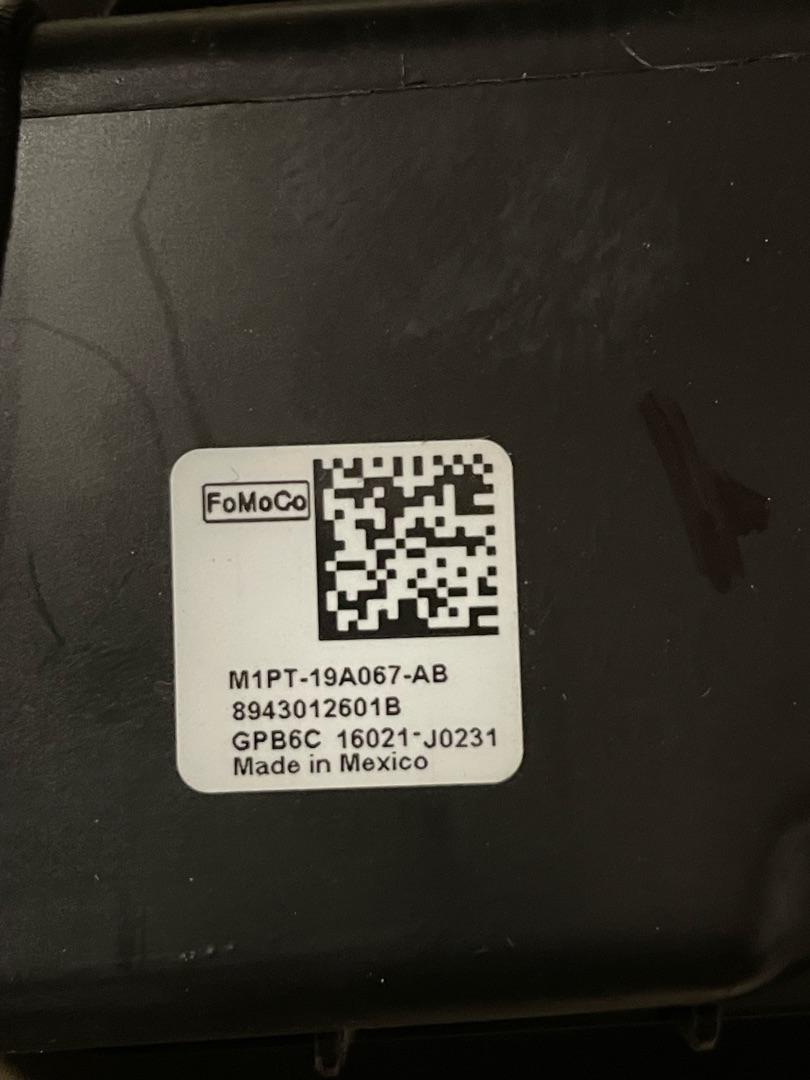 FoMoCo
M1PT-19A067-AB
8943012601B
GPB6C 16021-J0231
Made in Mexico